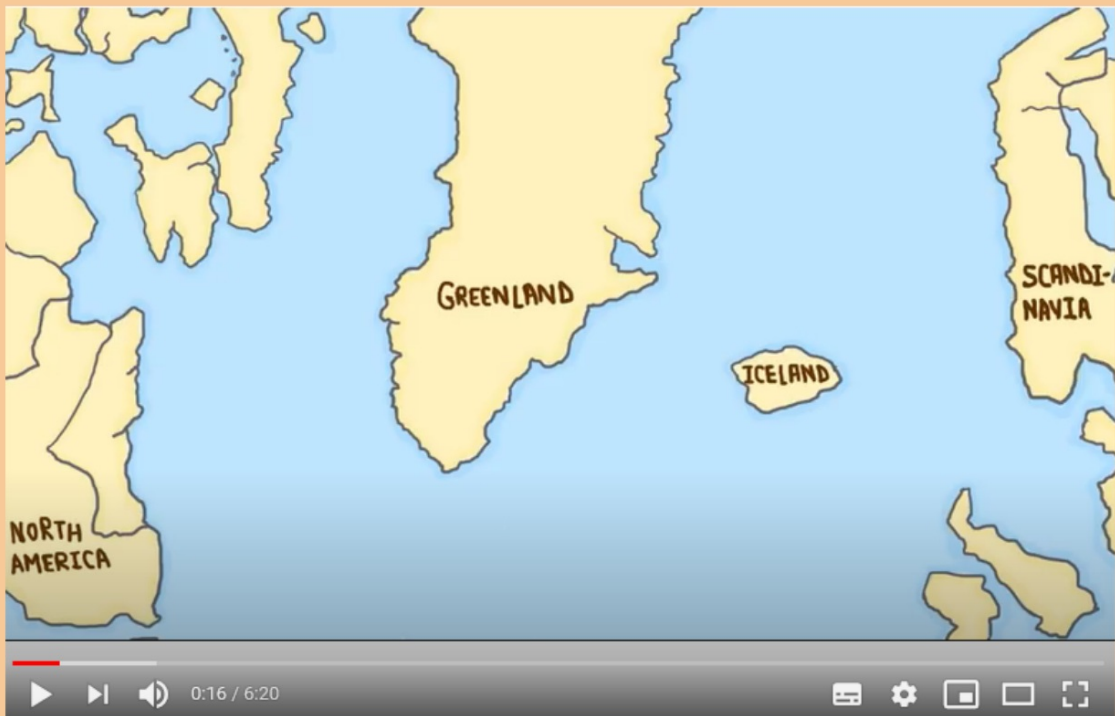 GREENLAND
SCANDI-
NAVIA
ICELAND
NORTH
AMERICA
0:16 / 6:20